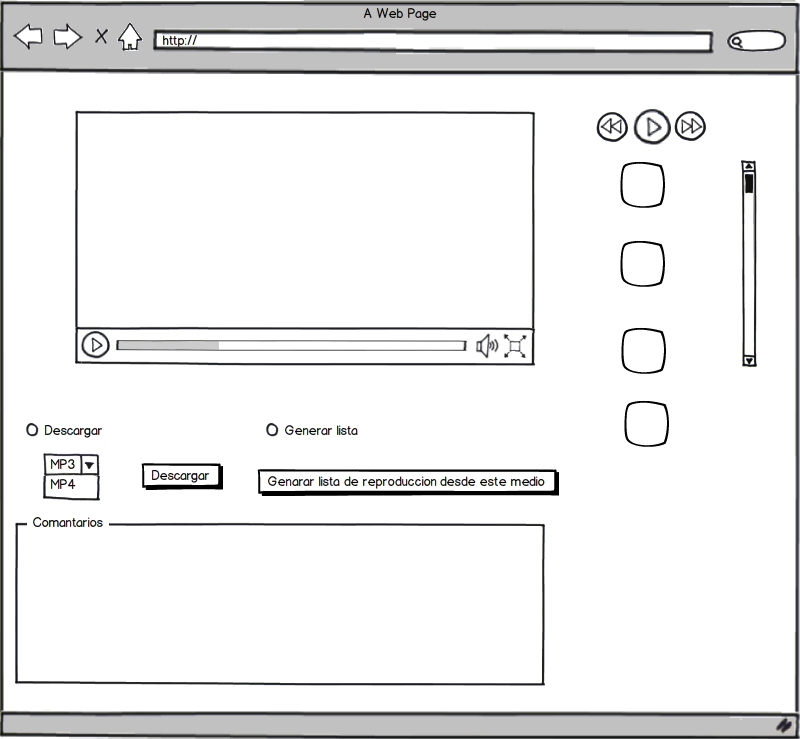 A Web Page
http://
Descargar
Generar lista
MP3
MP4
Descargar
Genarar lista de reproduccion desde este medio
Comantarios